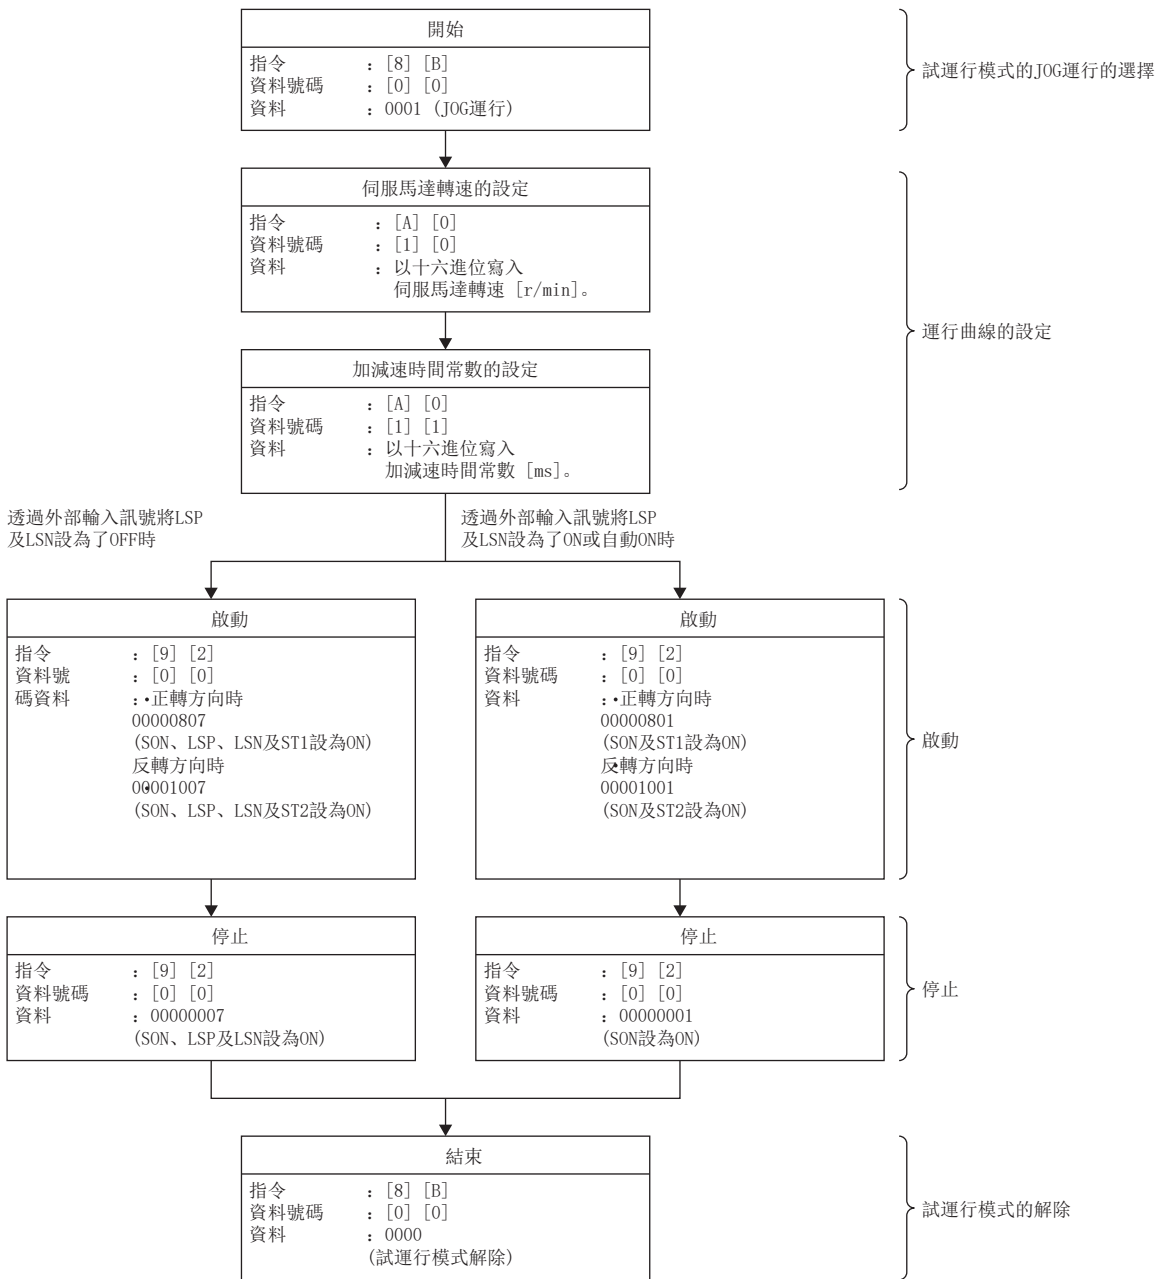 開始
指令 : [8] [B]
資料號碼 : [0] [0]
資料 : 0001 (JOG運行)
試運行模式的JOG運行的選擇
伺服馬達轉速的設定
指令 : [A] [0]
資料號碼 : [1] [0]
資料 : 以十六進位寫入
伺服馬達轉速 [r/min]。
運行曲線的設定
加減速時間常數的設定
指令 : [A] [0]
資料號碼 : [1] [1]
資料 : 以十六進位寫入
加減速時間常數 [ms]。
透過外部輸入訊號將LSP
及LSN設為了OFF時
透過外部輸入訊號將LSP
及LSN設為了ON或自動ON時
啟動
指令 : [9] [2]
資料號 : [0] [0]
碼資料 : •正轉方向時
00000807
(SON、LSP、LSN及ST1設為ON)
反轉方向時
•00001007
(SON、LSP、LSN及ST2設為ON)
啟動
指令 : [9] [2]
資料號碼 : [0] [0]
資料 : •正轉方向時
00000801
(SON及ST1設為ON)
•反轉方向時
00001001
(SON及ST2設為ON)
啟動
停止
指令 : [9] [2]
資料號碼 : [0] [0]
資料 : 00000007
(SON、LSP及LSN設為ON)
停止
指令 : [9] [2]
資料號碼 : [0] [0]
資料 : 00000001
(SON設為ON)
停止
結束
指令 : [8] [B]
資料號碼 : [0] [0]
資料 : 0000
(試運行模式解除)
試運行模式的解除